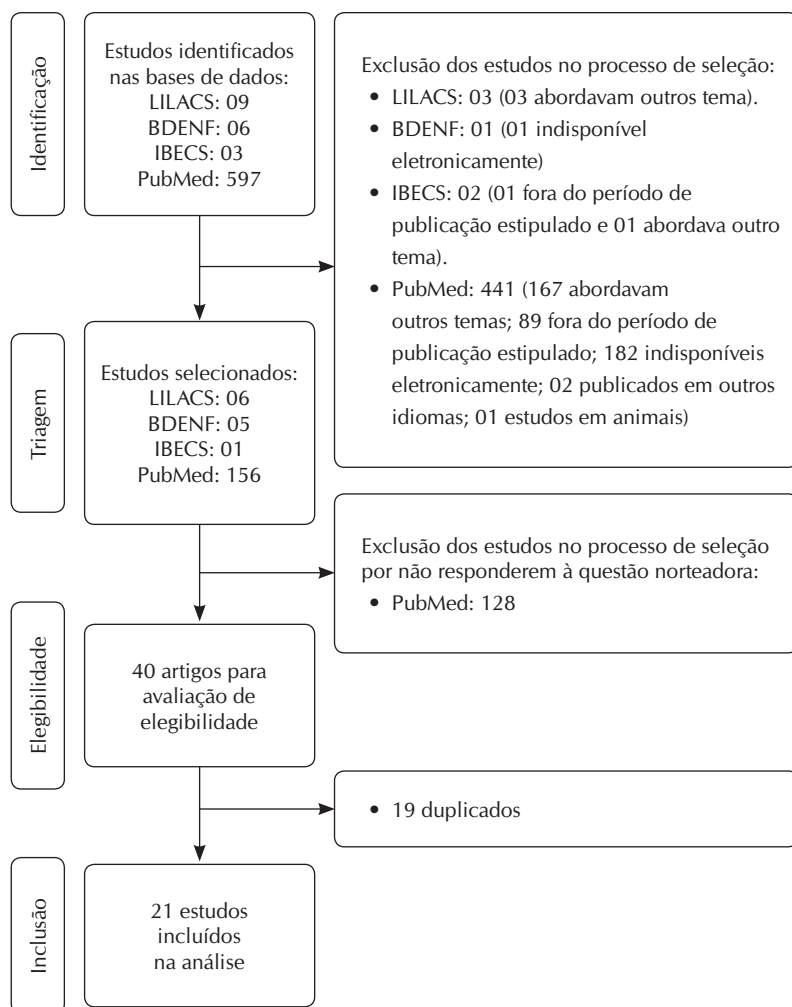 Identificação
Estudos identificados
nas bases de dados:
LILACS: 09
BDENF: 06
IBECS: 03
PubMed: 597
Exclusão dos estudos no processo de seleção:
• LILACS: 03 (03 abordavam outros tema).
• BDENF: 01 (01 indisponível
eletronicamente)
• IBECS: 02 (01 fora do período de
publicação estipulado e 01 abordava outro
tema).
• PubMed: 441 (167 abordavam
outros temas; 89 fora do período de
publicação estipulado; 182 indisponíveis
eletronicamente; 02 publicados em outros
idiomas; 01 estudos em animais)
Triagem
Estudos selecionados:
LILACS: 06
BDENF: 05
IBECS: 01
PubMed: 156
Exclusão dos estudos no processo de seleção
por não responderem à questão norteadora:
• PubMed: 128
Elegibilidade
40 artigos para
avaliação de
elegibilidade
• 19 duplicados
Inclusão
21 estudos
incluídos
na análise